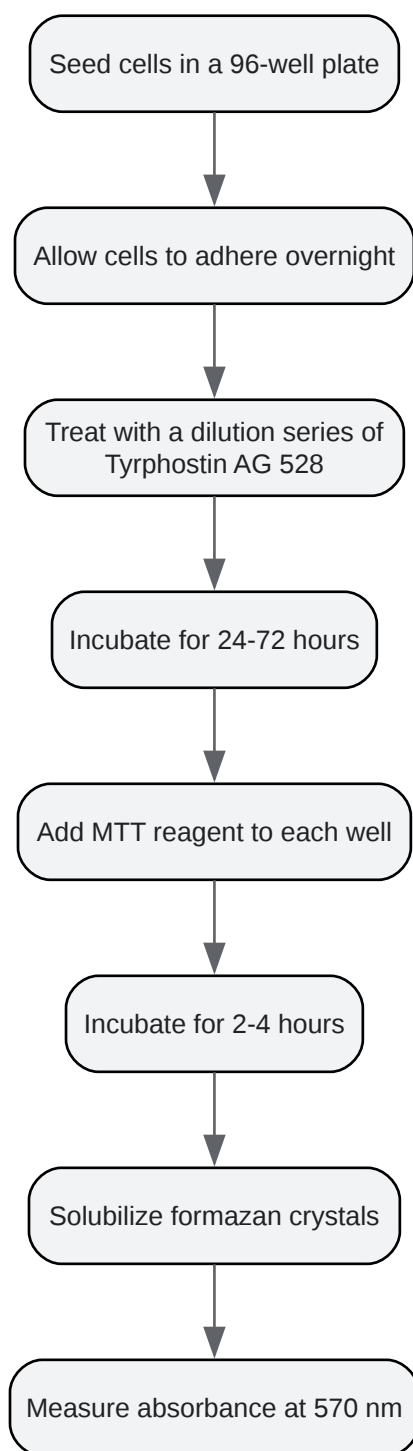 Seed cells in a 96-well plate
Allow cells to adhere overnight
Treat with a dilution series of
Tyrphostin AG 528
Incubate for 24-72 hours
Add MTT reagent to each well
Incubate for 2-4 hours
Solubilize formazan crystals
Measure absorbance at 570 nm